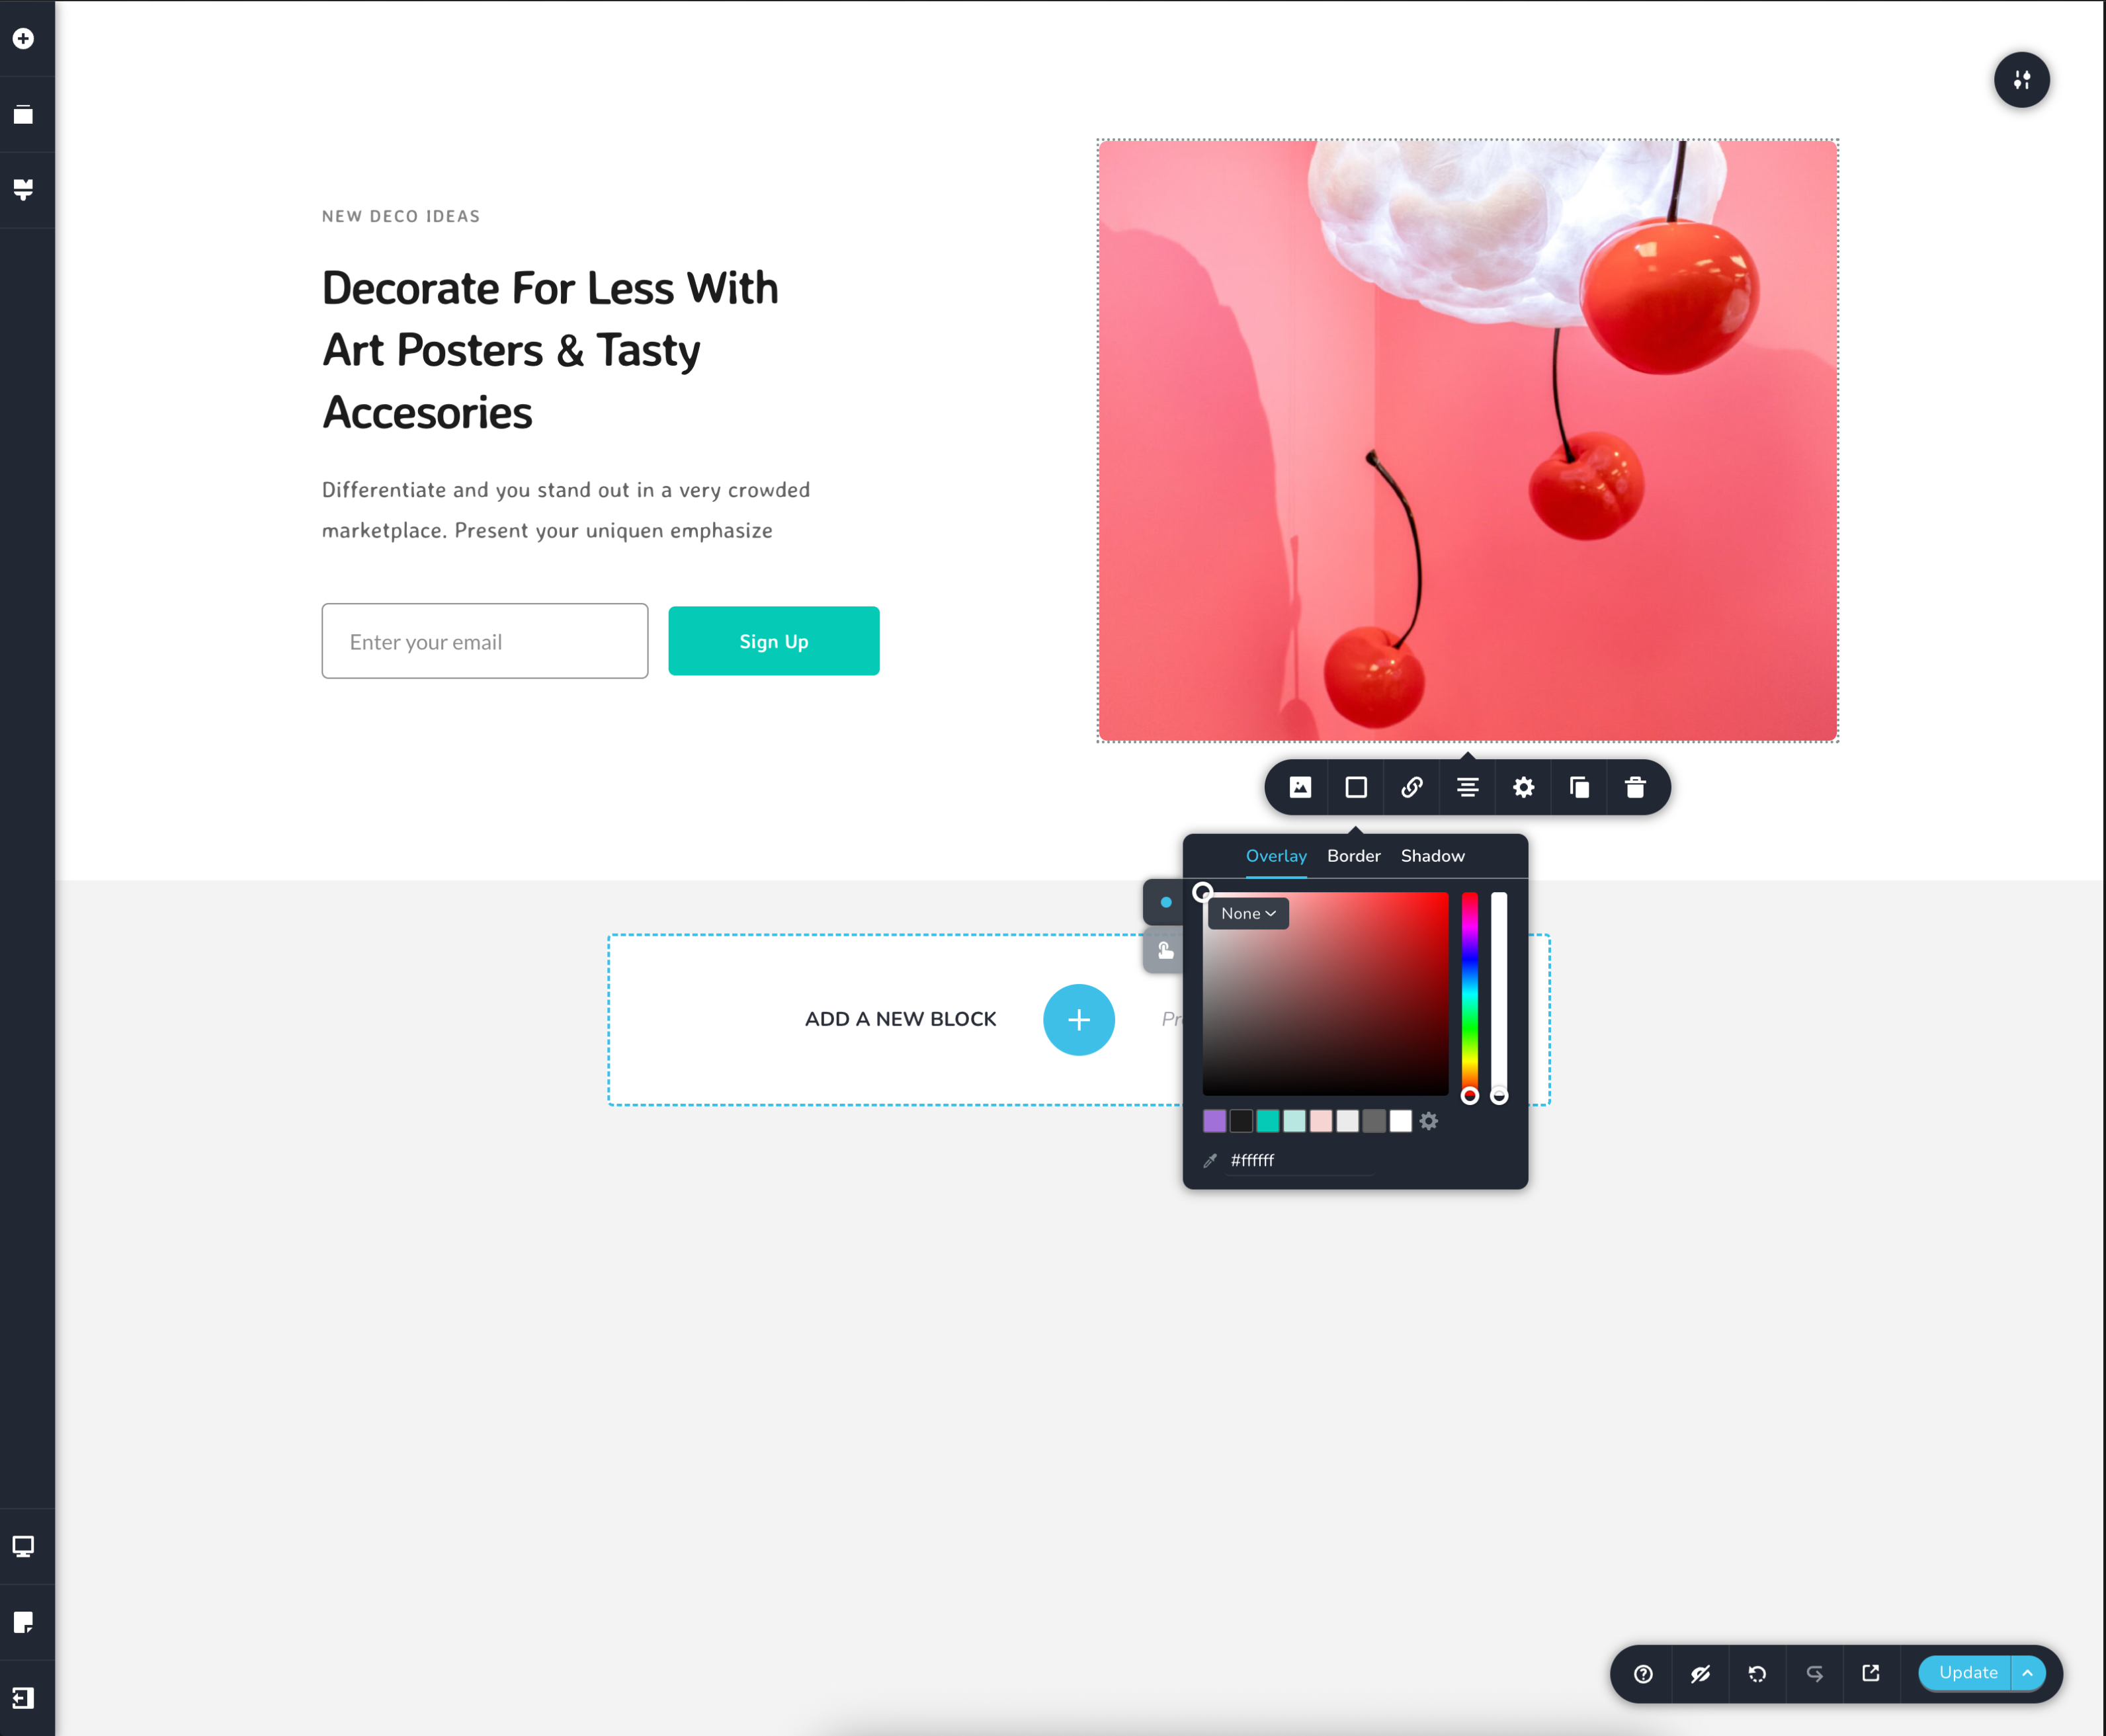 NEW DECO IDEAS
Decorate For Less With
Art Posters & Tasty
Accesories
Differentiate and you stand out in a very crowded
marketplace. Present your uniquen emphasize
Enter your email
Sign Up
Overlay Border Shadow
None
ADD A NEW BLOCK
#ffffff
Update